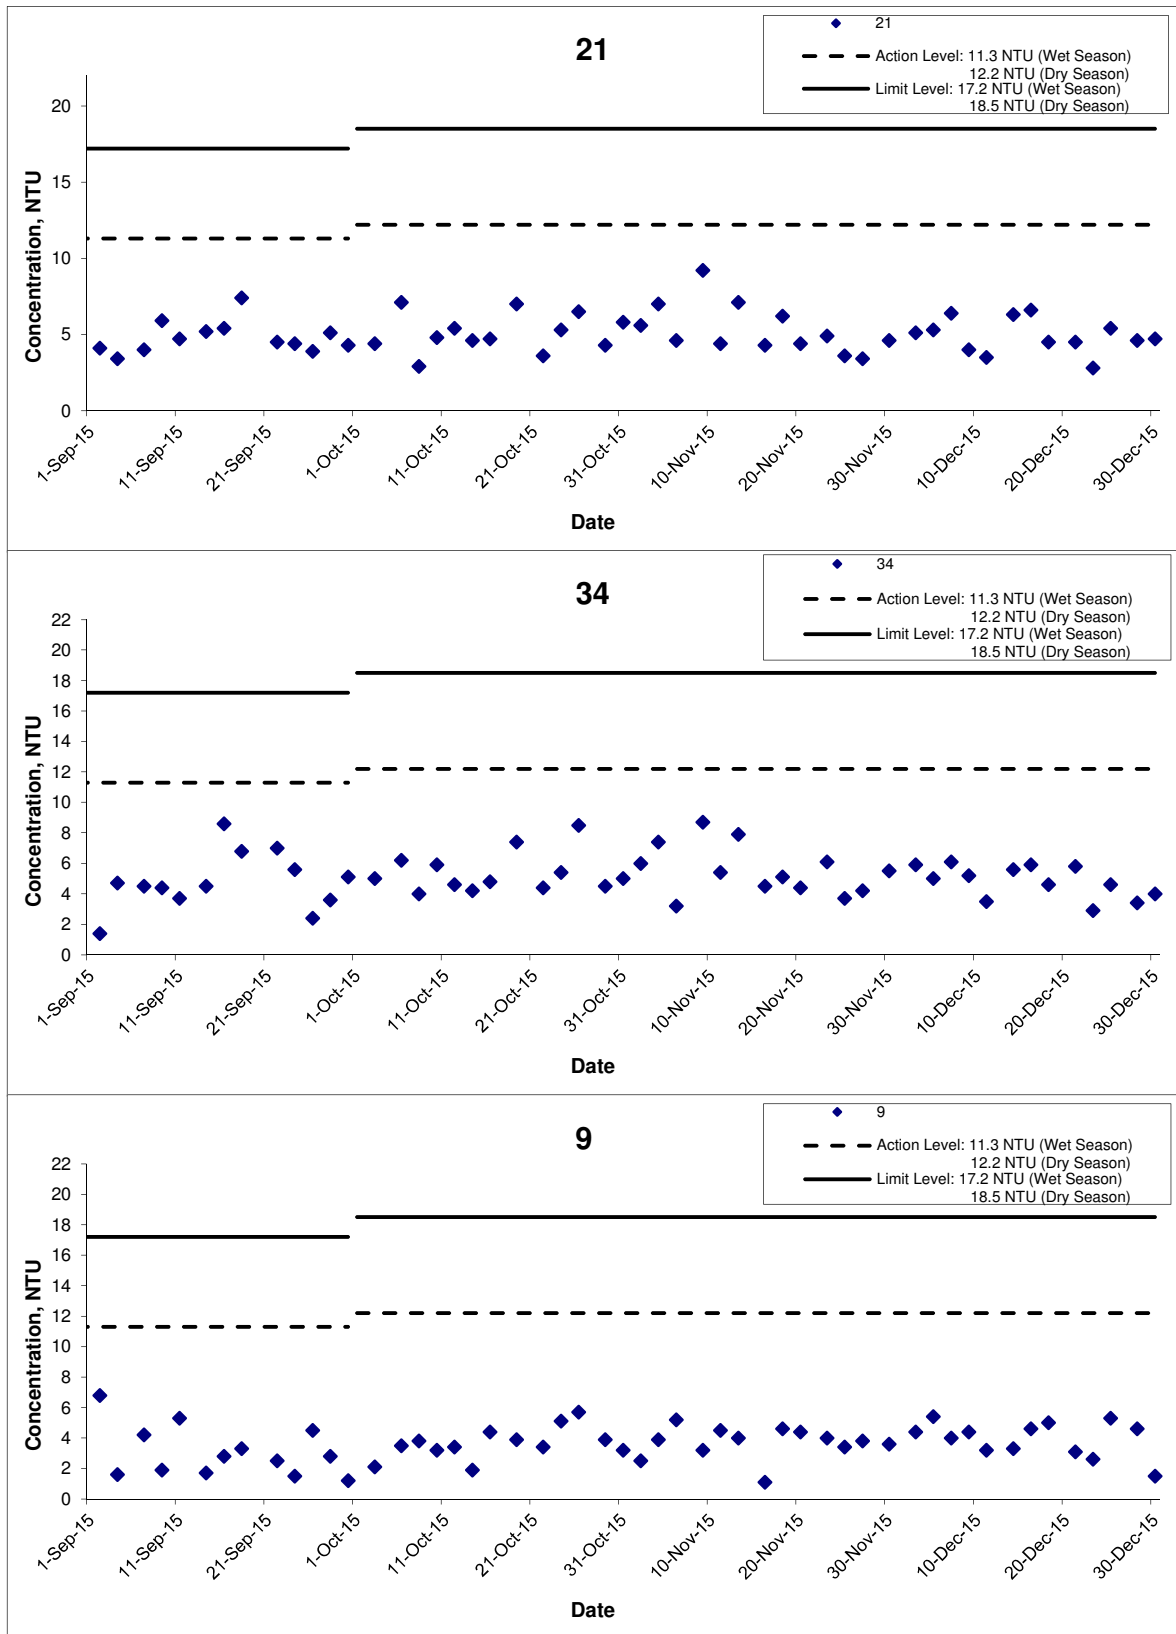 21
21
Action Level: 11.3 NTU (Wet Season)
12.2 NTU (Dry Season)
Limit Level: 17.2 NTU (Wet Season)
18.5 NTU (Dry Season)
Concentration, NTU
20
15
10
5
0
1-Sep-15
11-Sep-15
21-Sep-15
1-Oct-15
11-Oct-15
21-Oct-15
31-Oct-15
10-Nov-15
20-Nov-15
30-Nov-15
10-Dec-15
20-Dec-15
30-Dec-15
Date
34
34
Action Level: 11.3 NTU (Wet Season)
12.2 NTU (Dry Season)
Limit Level: 17.2 NTU (Wet Season)
18.5 NTU (Dry Season)
Concentration, NTU
22
20
18
16
14
12
10
8
6
4
2
0
1-Sep-15
11-Sep-15
21-Sep-15
1-Oct-15
11-Oct-15
21-Oct-15
31-Oct-15
10-Nov-15
20-Nov-15
30-Nov-15
10-Dec-15
20-Dec-15
30-Dec-15
Date
9
9
Action Level: 11.3 NTU (Wet Season)
12.2 NTU (Dry Season)
Limit Level: 17.2 NTU (Wet Season)
18.5 NTU (Dry Season)
Concentration, NTU
22
20
18
16
14
12
10
8
6
4
2
0
1-Sep-15
11-Sep-15
21-Sep-15
1-Oct-15
11-Oct-15
21-Oct-15
31-Oct-15
10-Nov-15
20-Nov-15
30-Nov-15
10-Dec-15
20-Dec-15
30-Dec-15
Date